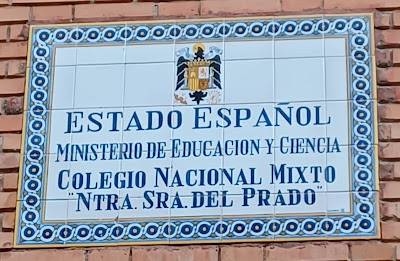 ESTADO ESPAÑOL
MINISTERIO DE EDUCACION Y CIENCIA
COLEGIO NACIONAL MIXTO
"NTRA. SRA. DEL PRADO"